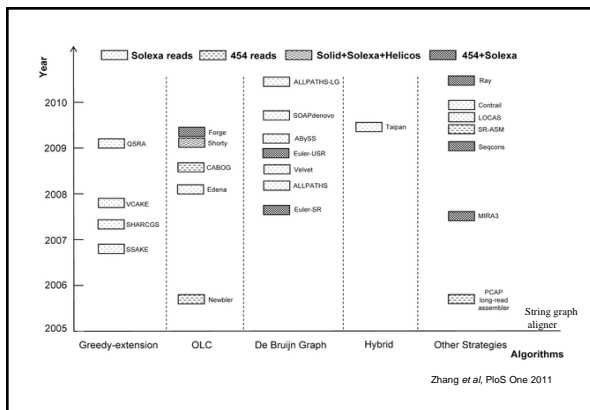 Solexa reads 454 reads Solid+Solexa+Helicos 454+Solexa
Year
ALLPATHS-LG
Ray
2010
SOAPdenovo
Contrail
LOCAS
Forge
Taipan
SR-ASM
2009
QSRA
Shorty
ABySS
Seqcons
Euler-USR
CABOG
Velvet
2008
Edena
ALLPATHS
VCAKE
Euler-SR
MIRA3
SHARCGS
2007
SSAKE
2006
Newbler
PCAP
long-read
assembler
2005
String graph
aligner
Greedy-extension OLC De Bruijn Graph Hybrid Other Strategies
Algorithms
Zhang et al, PloS One 2011